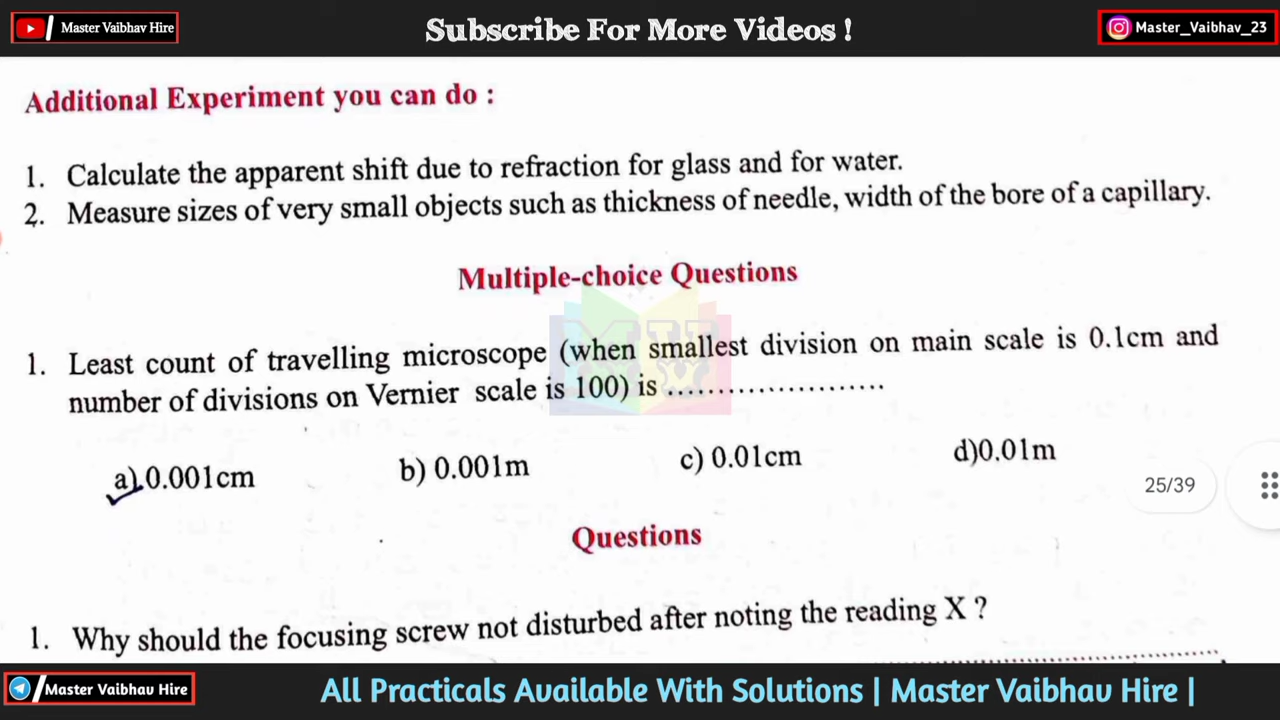 Master Vaibhav Hire
Subscribe For More Videos !
Master_Vaibhav_23
Additional Experiment you can do :
1. Calculate the apparent shift due to refraction for glass and for water.
2. Measure sizes of very small objects such as thickness of needle, width of the bore of a capillary.
Multiple-choice Questions
1. Least count of travelling microscope (when smallest division on main scale is 0.1cm and
number of divisions on Vernier scale is 100) is ......................
a) 0.001cm b) 0.001m c) 0.01cm d)0.01m
25/39
Questions
1. Why should the focusing screw not disturbed after noting the reading X ?
Master Vaibhav Hire
All Practicals Available With Solutions | Master Vaibhav Hire |